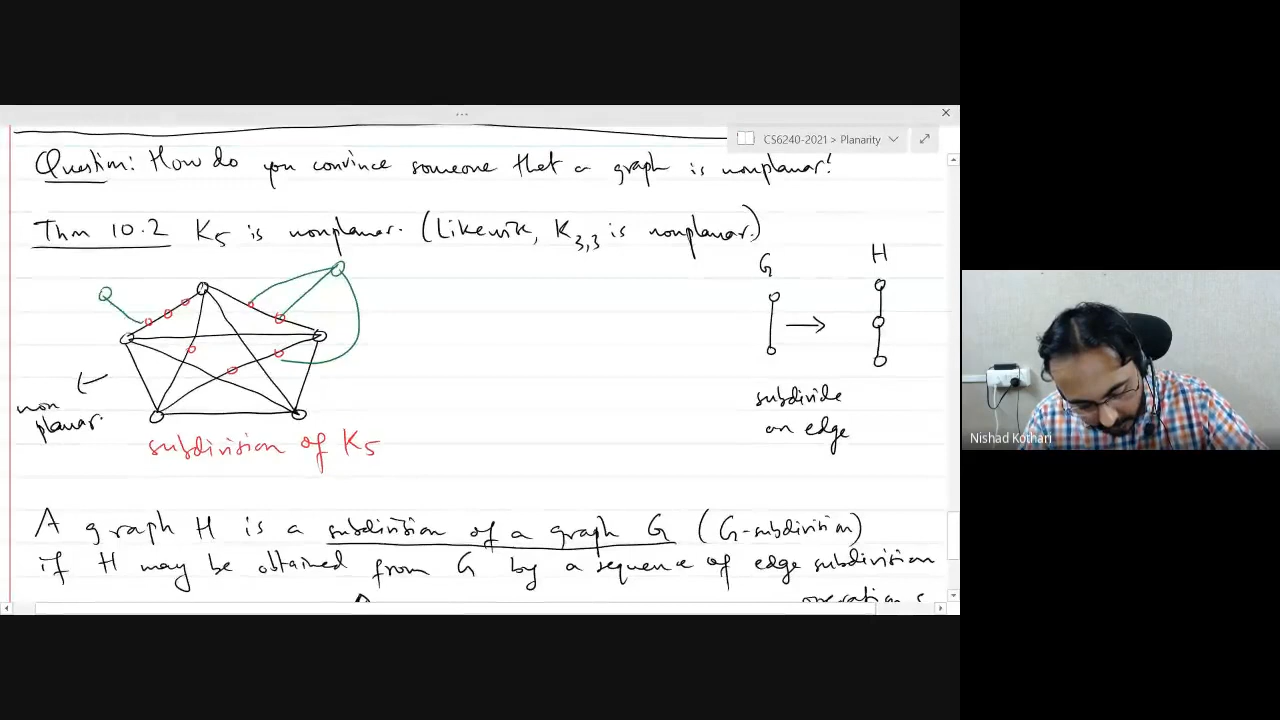 CS6240-2021 > Planarity
Question: How do you convince someone that a graph is nonplanar?
Thm 10.2 K5 is nonplanar. (Likewise, K3,3 is nonplanar.)
G
H
subdivide
an edge
non
planar.
subdivision of K5
A graph H is a subdivision of a graph G (G-subdivision)
if H may be obtained from G by a sequence of edge subdivision
operations
Nishad Kothari